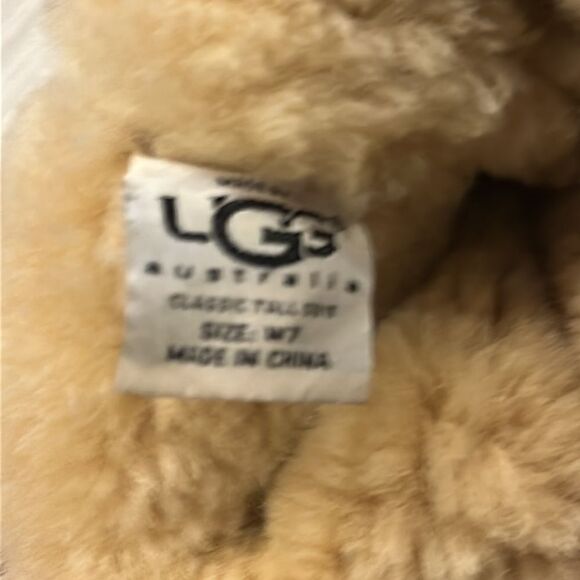 UGG
australia
CLASSIC TALL
SIZE: W7
MADE IN CHINA